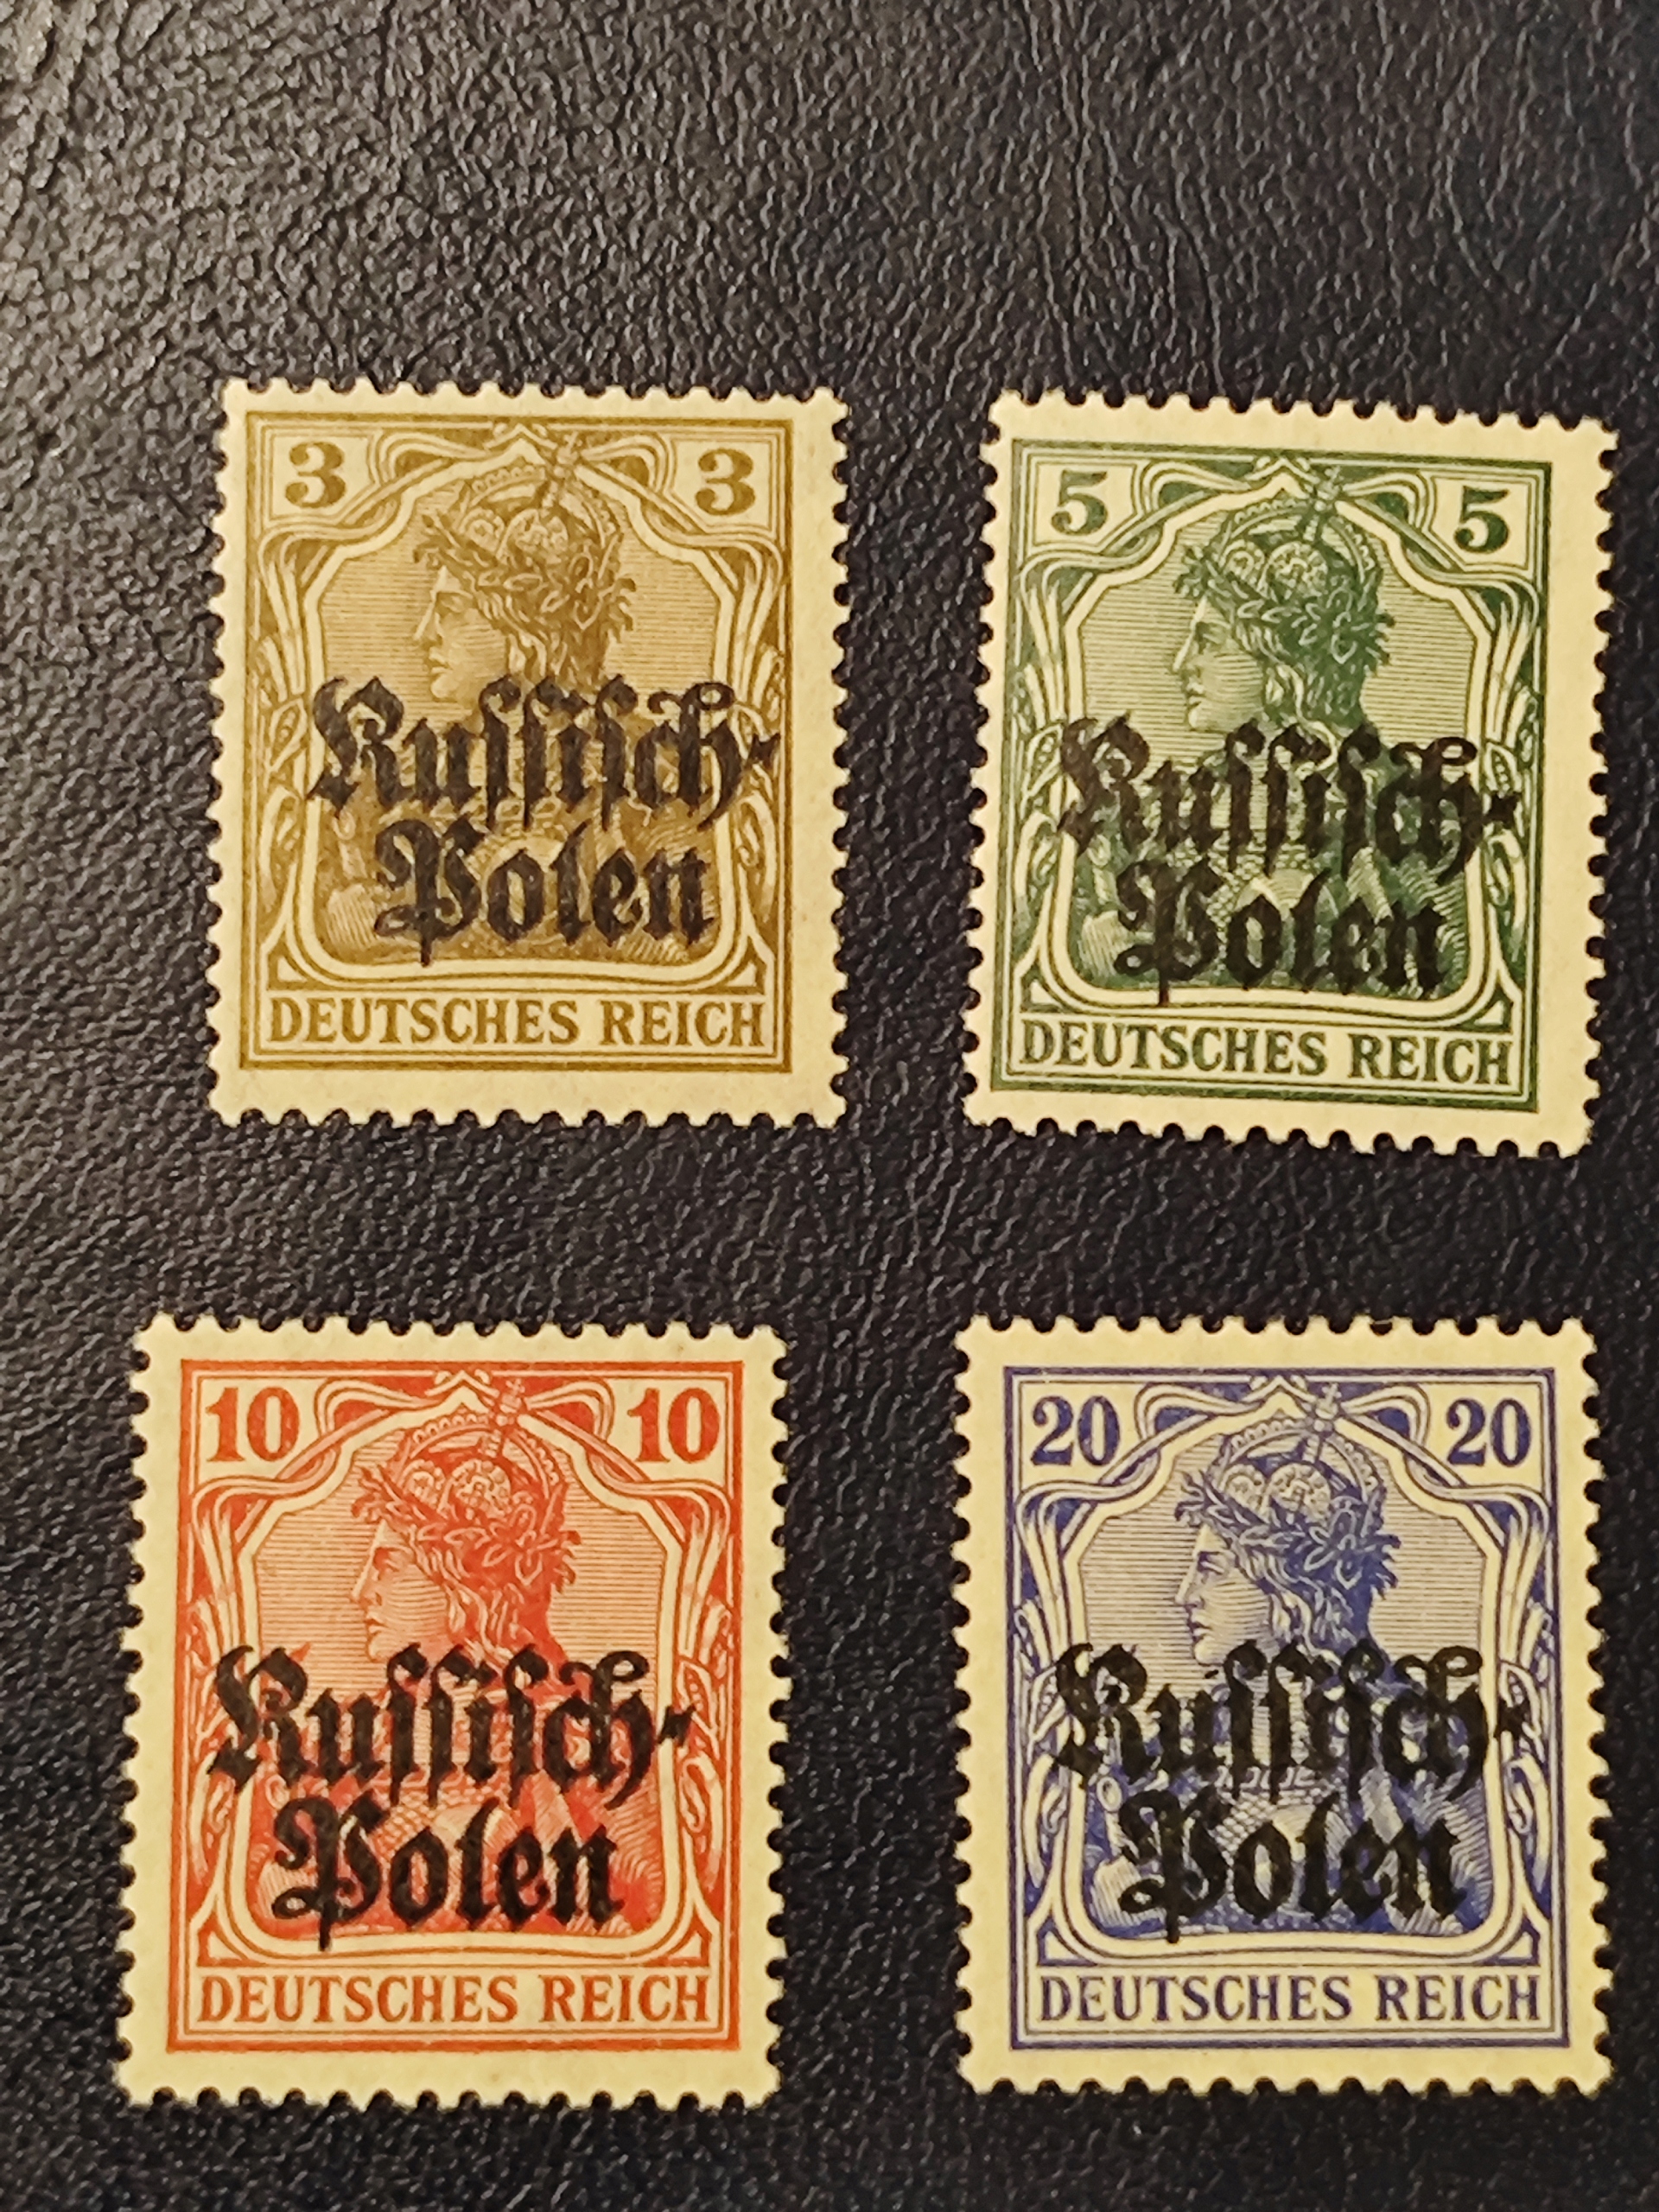 3 3
Russisch-
Polen
DEUTSCHES REICH
5 5
Russisch-
Polen
DEUTSCHES REICH
10 10
Russisch-
Polen
DEUTSCHES REICH
20 20
Russisch-
Polen
DEUTSCHES REICH